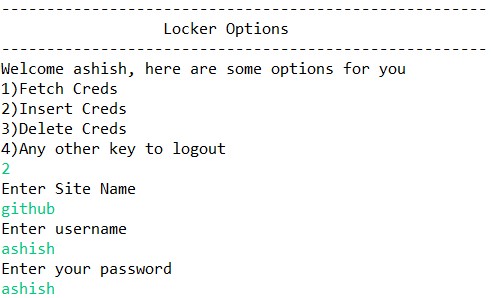 ------------------------------------------------------
Locker Options
------------------------------------------------------
Welcome ashish, here are some options for you
1)Fetch Creds
2)Insert Creds
3)Delete Creds
4)Any other key to logout
2
Enter Site Name
github
Enter username
ashish
Enter your password
ashish